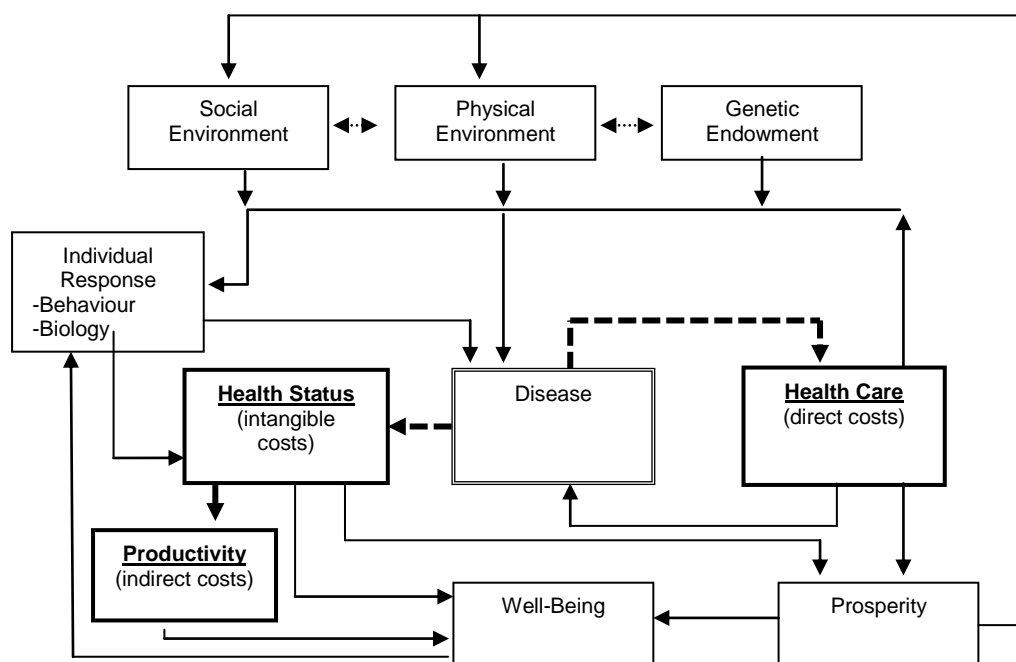 Social
Environment
Physical
Environment
Genetic
Endowment
Individual
Response
-Behaviour
-Biology
Health Status
(intangible
costs)
Disease
Health Care
(direct costs)
Productivity
(indirect costs)
Well-Being
Prosperity